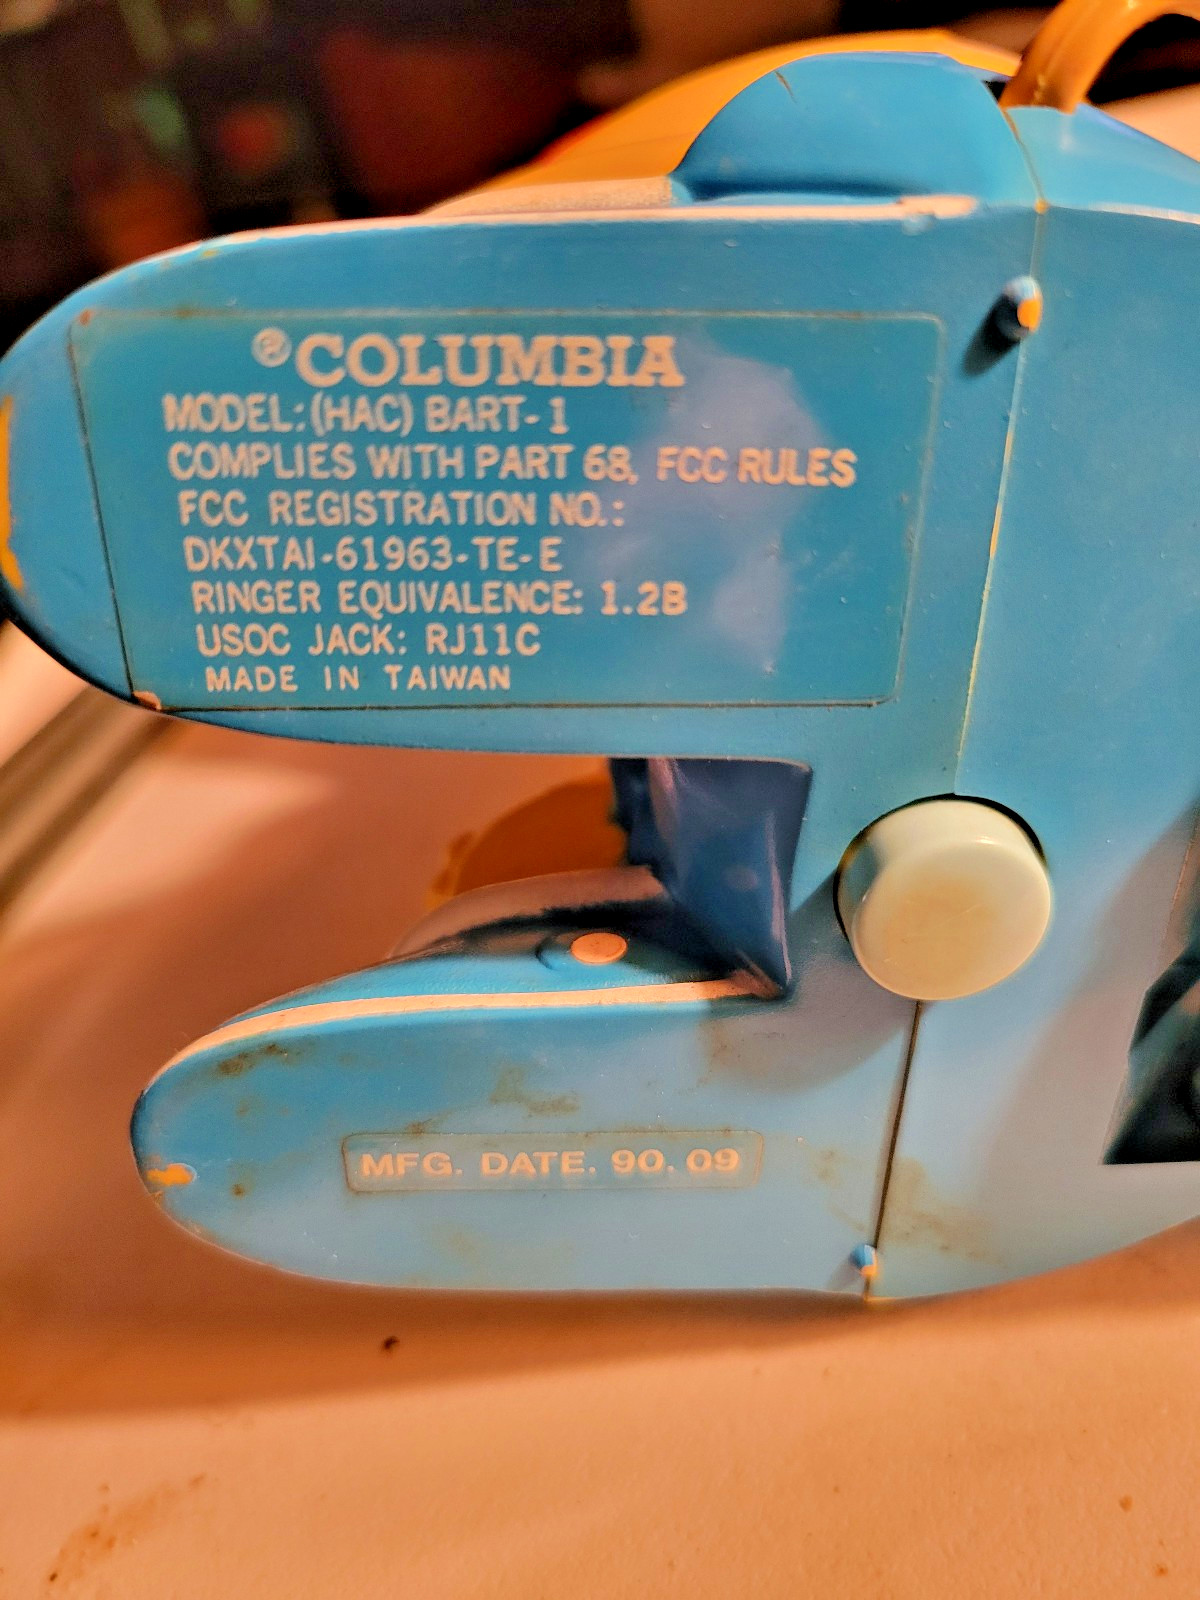 ®COLUMBIA
MODEL: (HAC) BART-1
COMPLIES WITH PART 68, FCC RULES
FCC REGISTRATION NO.:
DKXTAI-61963-TE-E
RINGER EQUIVALENCE: 1.2B
USOC JACK: RJ11C
MADE IN TAIWAN
MFG. DATE. 90. 09